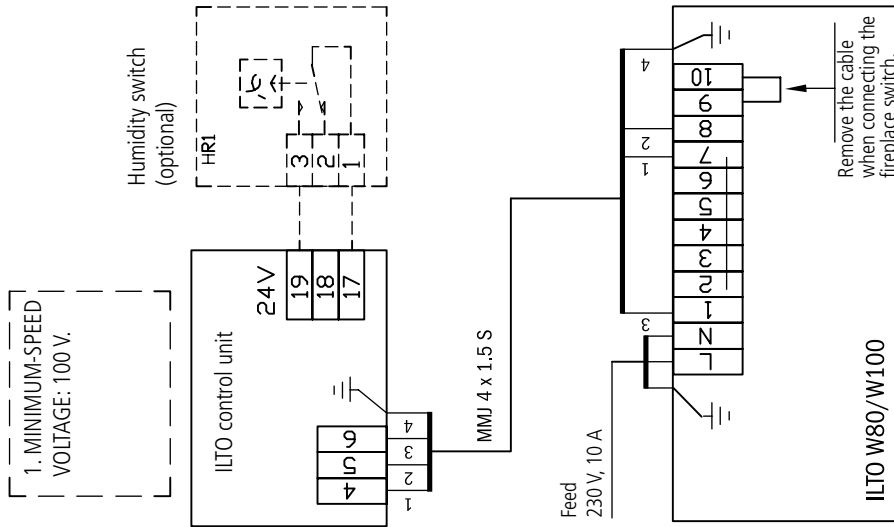 1. MINIMUM-SPEED
VOLTAGE: 100 V.
Humidity switch
(optional)
HR1
3
2
1
24V
19
18
17
ILTO control unit
4
5
6
1
2
3
4
MMJ 4 x 1.5 S
Feed
230 V, 10 A
3
1
2
4
L
N
1
2
3
4
5
6
7
8
9
10
Remove the cable
when connecting the
fireplace switch.
ILTO W80/W100